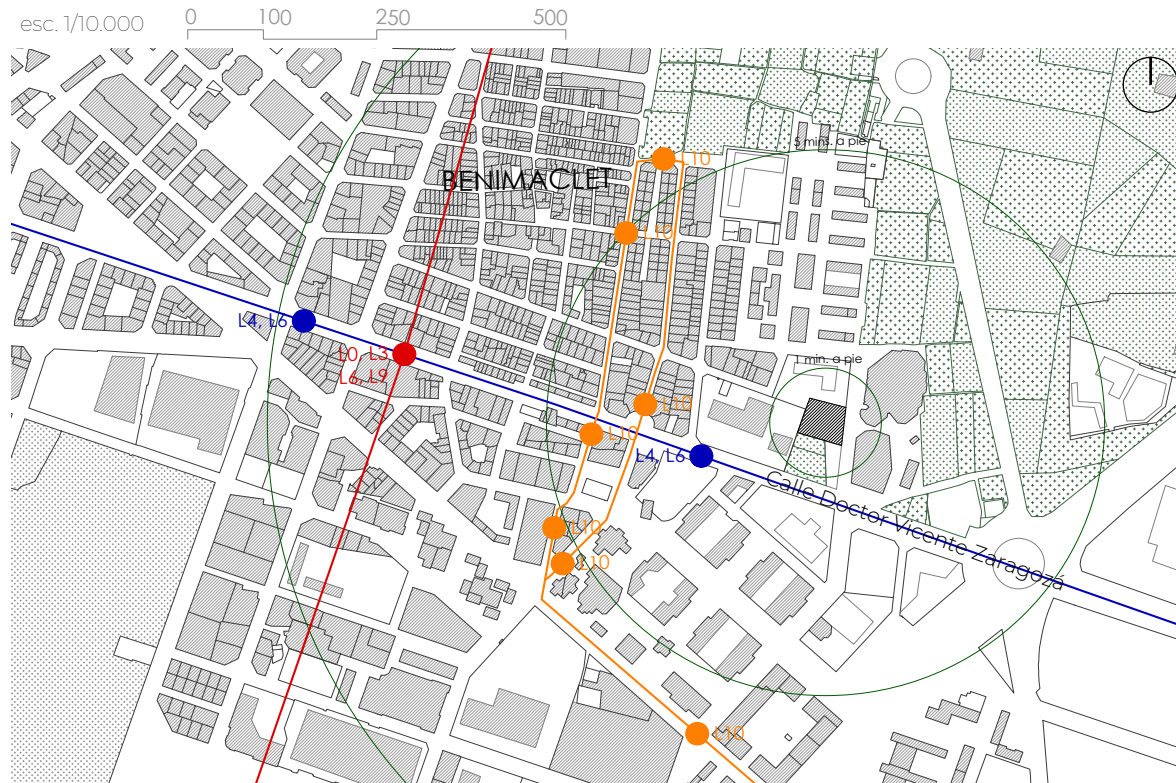 esc. 1/10.000
0 100 250 500
5 mins. a pie
L10
BENIMACLET
L10
L4, L6
L0, L3
L6, L9
1 min. a pie
L10
L10
L4, L6
Calle Doctor Vicente Zaragozá
L10
L10
L10